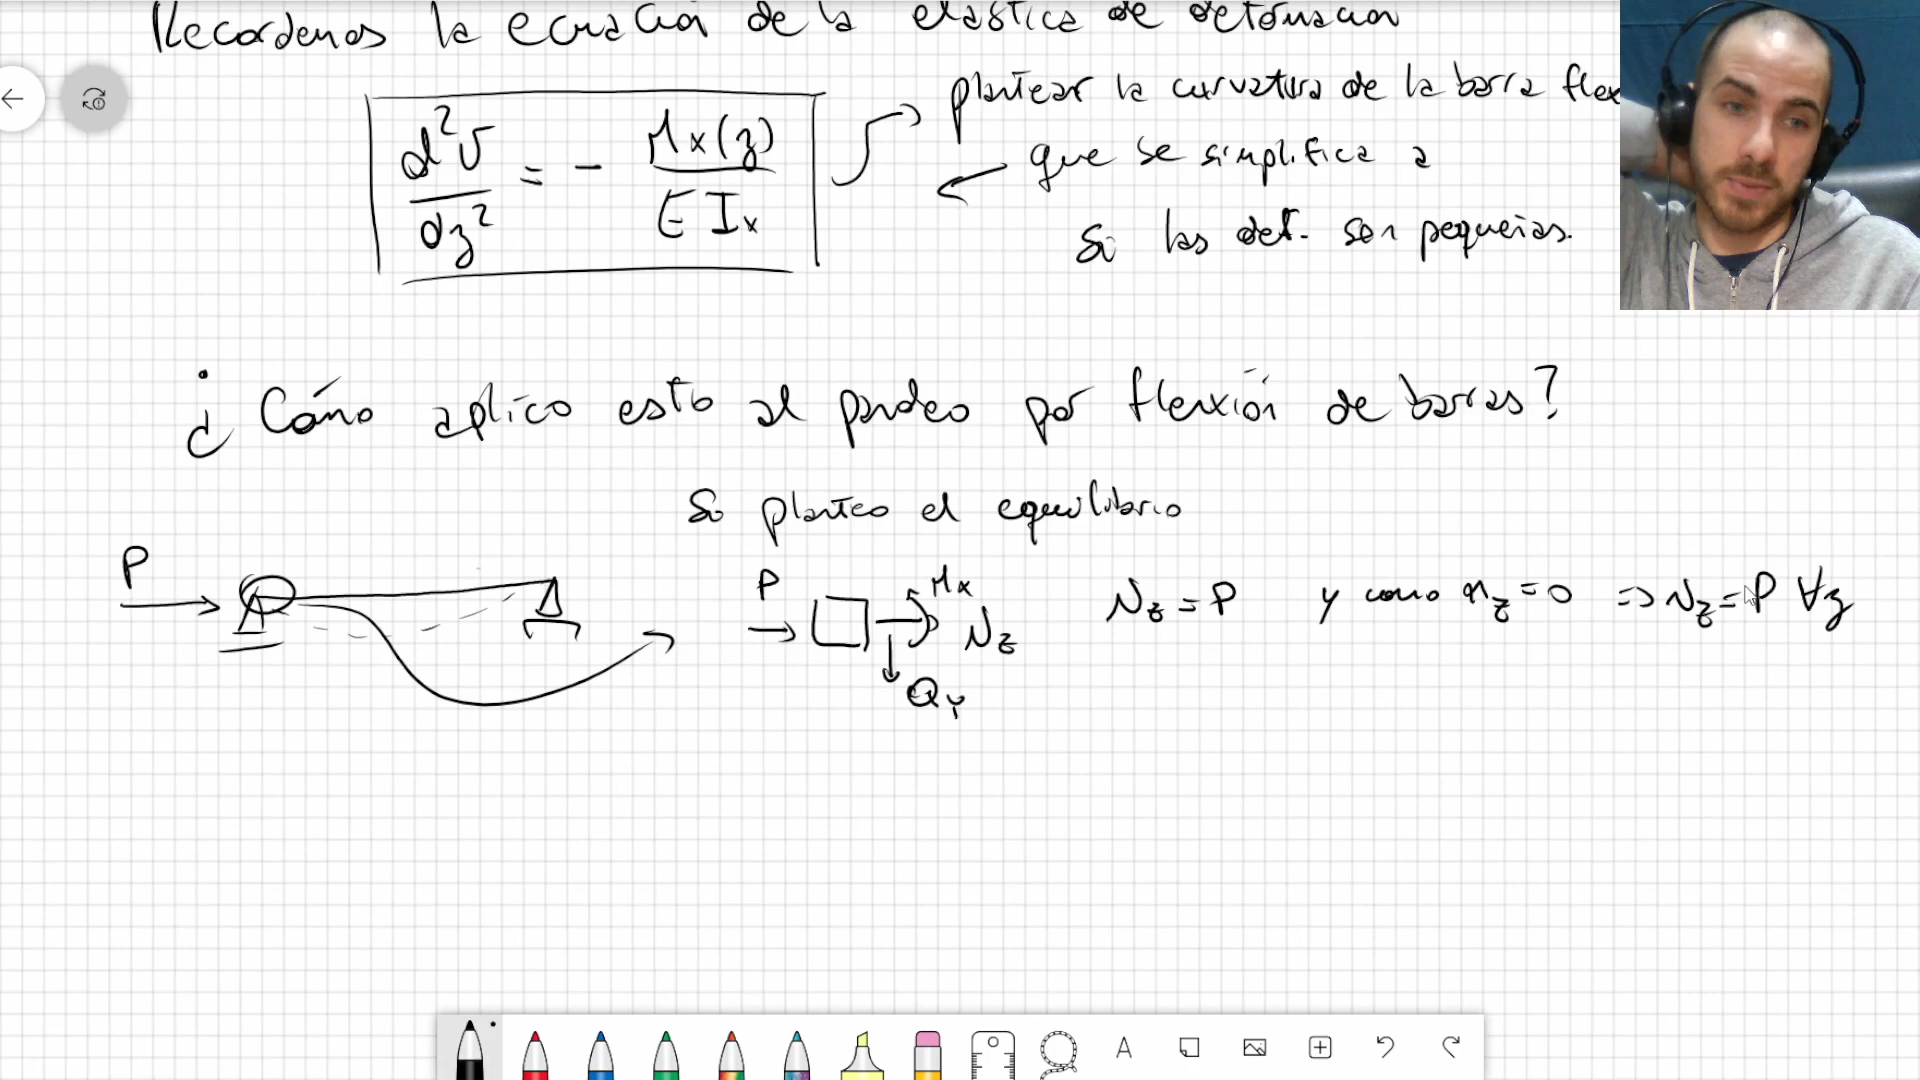 Recordemos la ecuación de la elástica de deformación
d²v/dz² = - Mx(z)/E Ix
plantear la curvatura de la barra flex
que se simplifica a
si las def. son pequeñas.
¿Cómo aplico esto al pandeo por flexión de barras?
Si planteo el equilibrio
P
P Mx Nz Qy
Nz = P y como nz = 0 => Nz = P ∀z
A